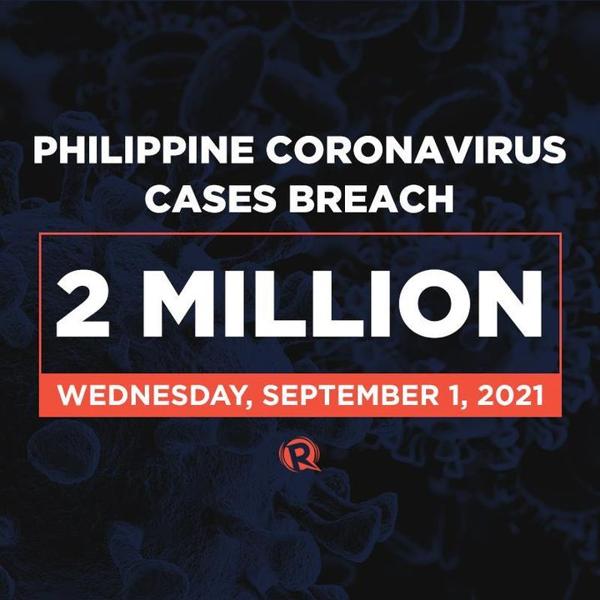 PHILIPPINE CORONAVIRUS
CASES BREACH
2 MILLION
WEDNESDAY, SEPTEMBER 1, 2021
R